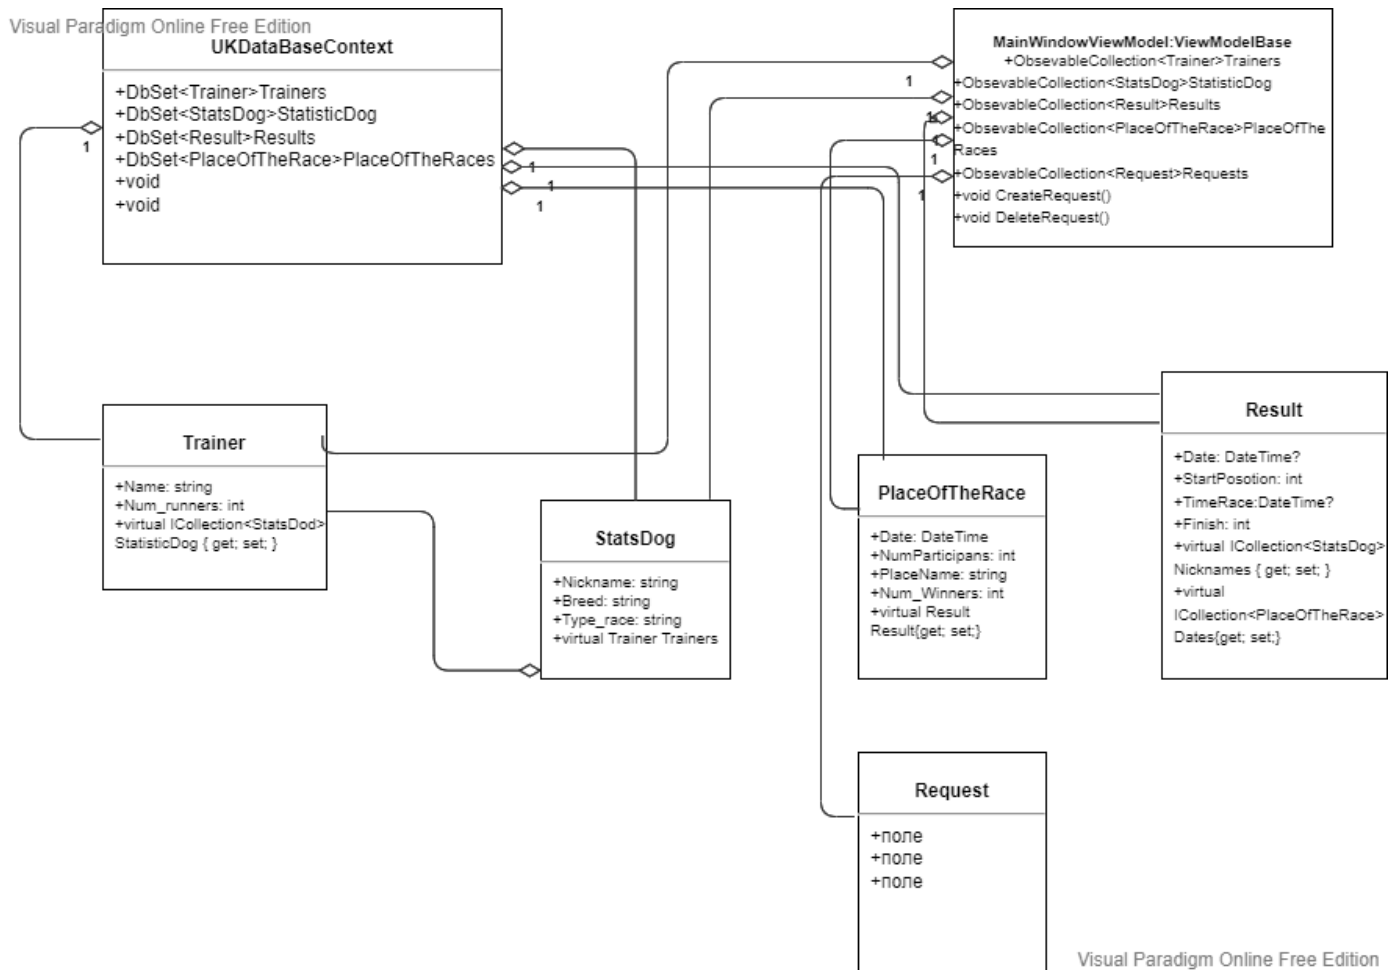 Visual Paradigm Online Free Edition
UKDataBaseContext
+DbSet<Trainer>Trainers
+DbSet<StatsDog>StatisticDog
+DbSet<Result>Results
+DbSet<PlaceOfTheRace>PlaceOfTheRaces
+void
+void
1
1
1
1
MainWindowViewModel:ViewModelBase
+ObsevableCollection<Trainer>Trainers
+ObsevableCollection<StatsDog>StatisticDog
+ObsevableCollection<Result>Results
+ObsevableCollection<PlaceOfTheRace>PlaceOfThe
Races
+ObsevableCollection<Request>Requests
+void CreateRequest()
+void DeleteRequest()
1
1
1
1
1
Trainer
+Name: string
+Num_runners: int
+virtual ICollection<StatsDod>
StatisticDog { get; set; }
StatsDog
+Nickname: string
+Breed: string
+Type_race: string
+virtual Trainer Trainers
PlaceOfTheRace
+Date: DateTime
+NumParticipans: int
+PlaceName: string
+Num_Winners: int
+virtual Result
Result{get; set;}
Result
+Date: DateTime?
+StartPosotion: int
+TimeRace:DateTime?
+Finish: int
+virtual ICollection<StatsDog>
Nicknames { get; set; }
+virtual
ICollection<PlaceOfTheRace>
Dates{get; set;}
Request
+поле
+поле
+поле
Visual Paradigm Online Free Edition